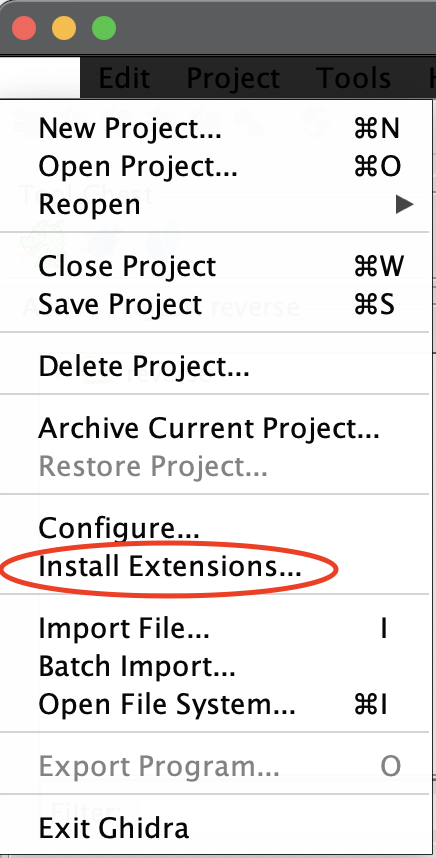 Edit Project Tools
New Project... ⌘N
Open Project... ⌘O
Reopen
Close Project ⌘W
Save Project ⌘S
Delete Project...
Archive Current Project...
Restore Project...
Configure...
Install Extensions...
Import File... I
Batch Import...
Open File System... ⌘I
Export Program... O
Filter:
Exit Ghidra